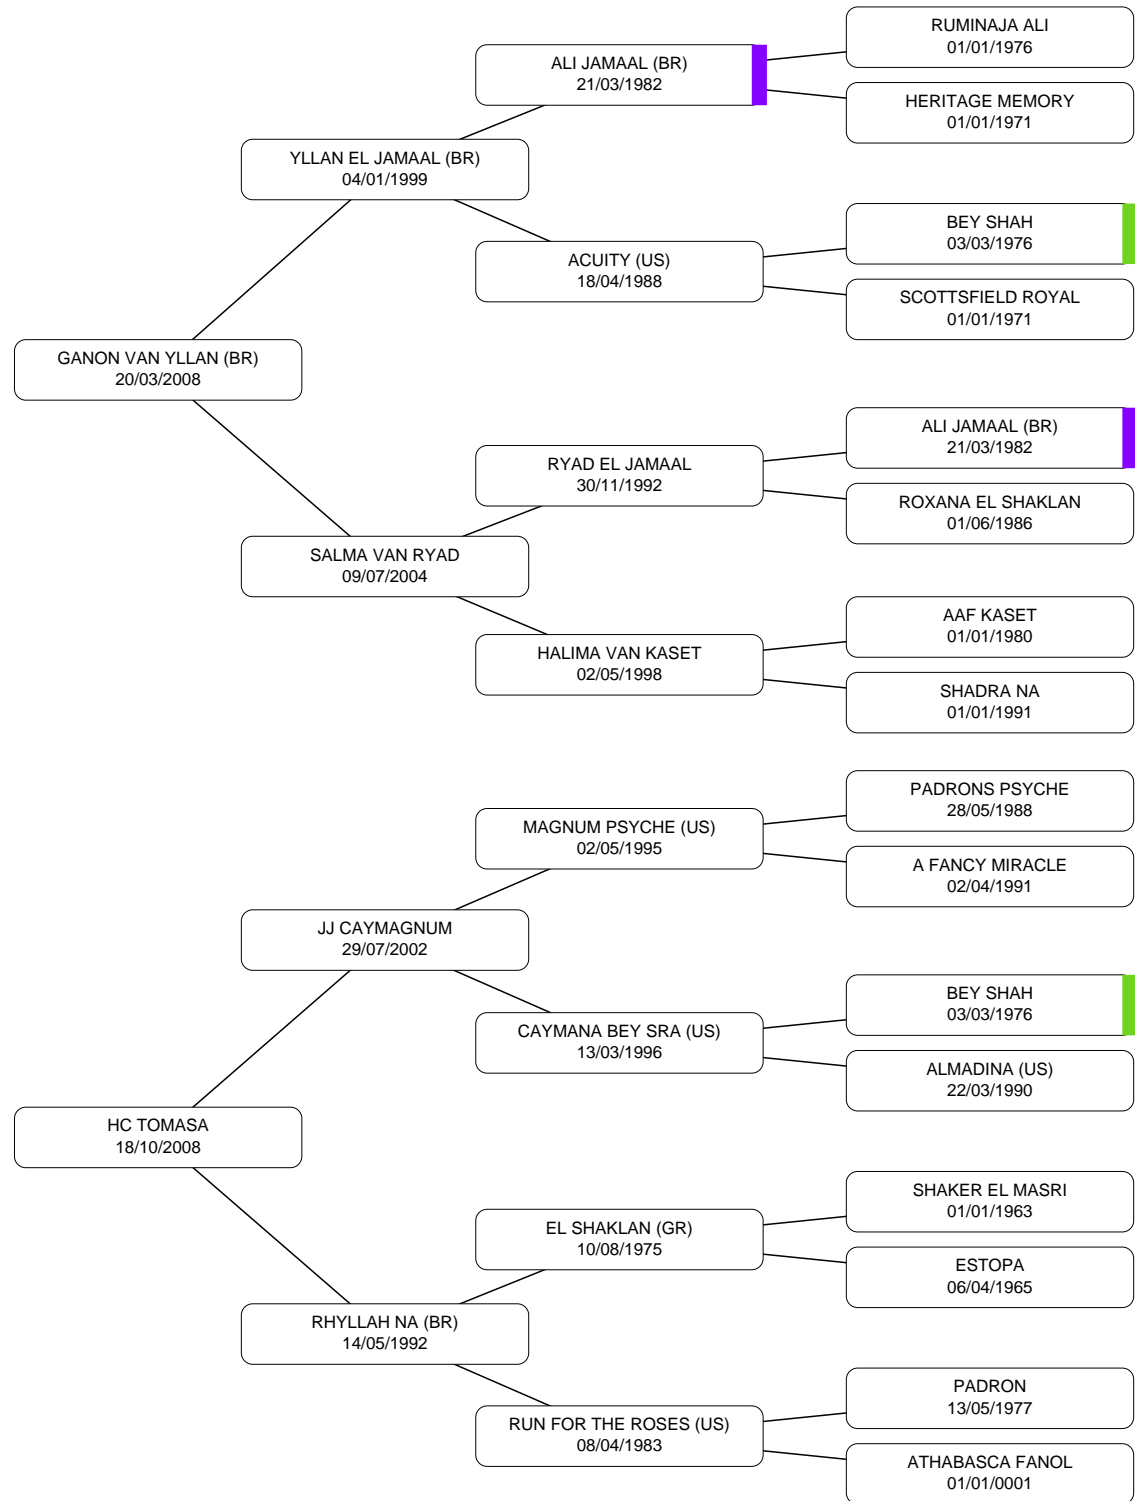 RUMINAJA ALI
01/01/1976
ALI JAMAAL (BR)
21/03/1982
HERITAGE MEMORY
01/01/1971
YLLAN EL JAMAAL (BR)
04/01/1999
BEY SHAH
03/03/1976
ACUITY (US)
18/04/1988
SCOTTSFIELD ROYAL
01/01/1971
GANON VAN YLLAN (BR)
20/03/2008
ALI JAMAAL (BR)
21/03/1982
RYAD EL JAMAAL
30/11/1992
ROXANA EL SHAKLAN
01/06/1986
SALMA VAN RYAD
09/07/2004
AAF KASET
01/01/1980
HALIMA VAN KASET
02/05/1998
SHADRA NA
01/01/1991
PADRONS PSYCHE
28/05/1988
MAGNUM PSYCHE (US)
02/05/1995
A FANCY MIRACLE
02/04/1991
JJ CAYMAGNUM
29/07/2002
BEY SHAH
03/03/1976
CAYMANA BEY SRA (US)
13/03/1996
ALMADINA (US)
22/03/1990
HC TOMASA
18/10/2008
SHAKER EL MASRI
01/01/1963
EL SHAKLAN (GR)
10/08/1975
ESTOPA
06/04/1965
RHYLLAH NA (BR)
14/05/1992
PADRON
13/05/1977
RUN FOR THE ROSES (US)
08/04/1983
ATHABASCA FANOL
01/01/0001